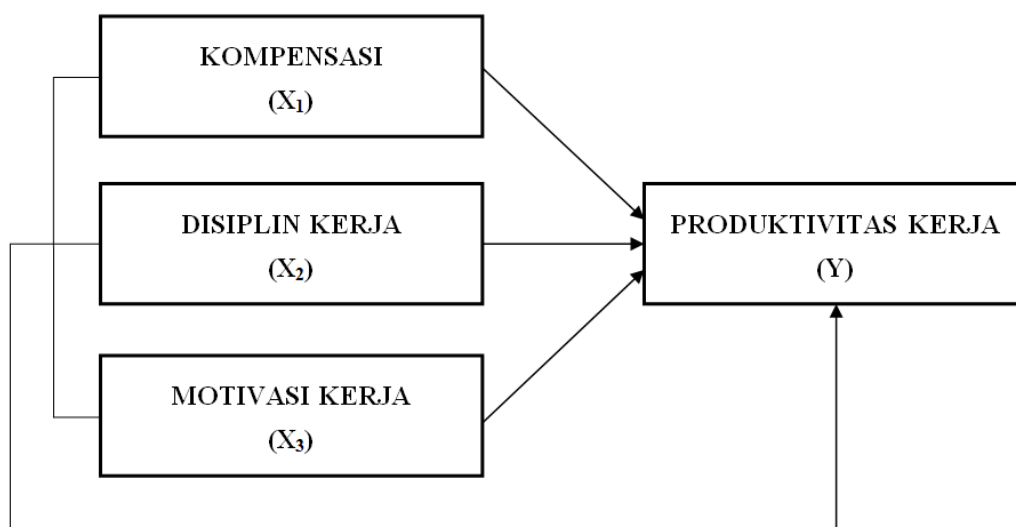 KOMPENSASI
(X₁)
DISIPLIN KERJA
(X₂)
MOTIVASI KERJA
(X₃)
PRODUKTIVITAS KERJA
(Y)